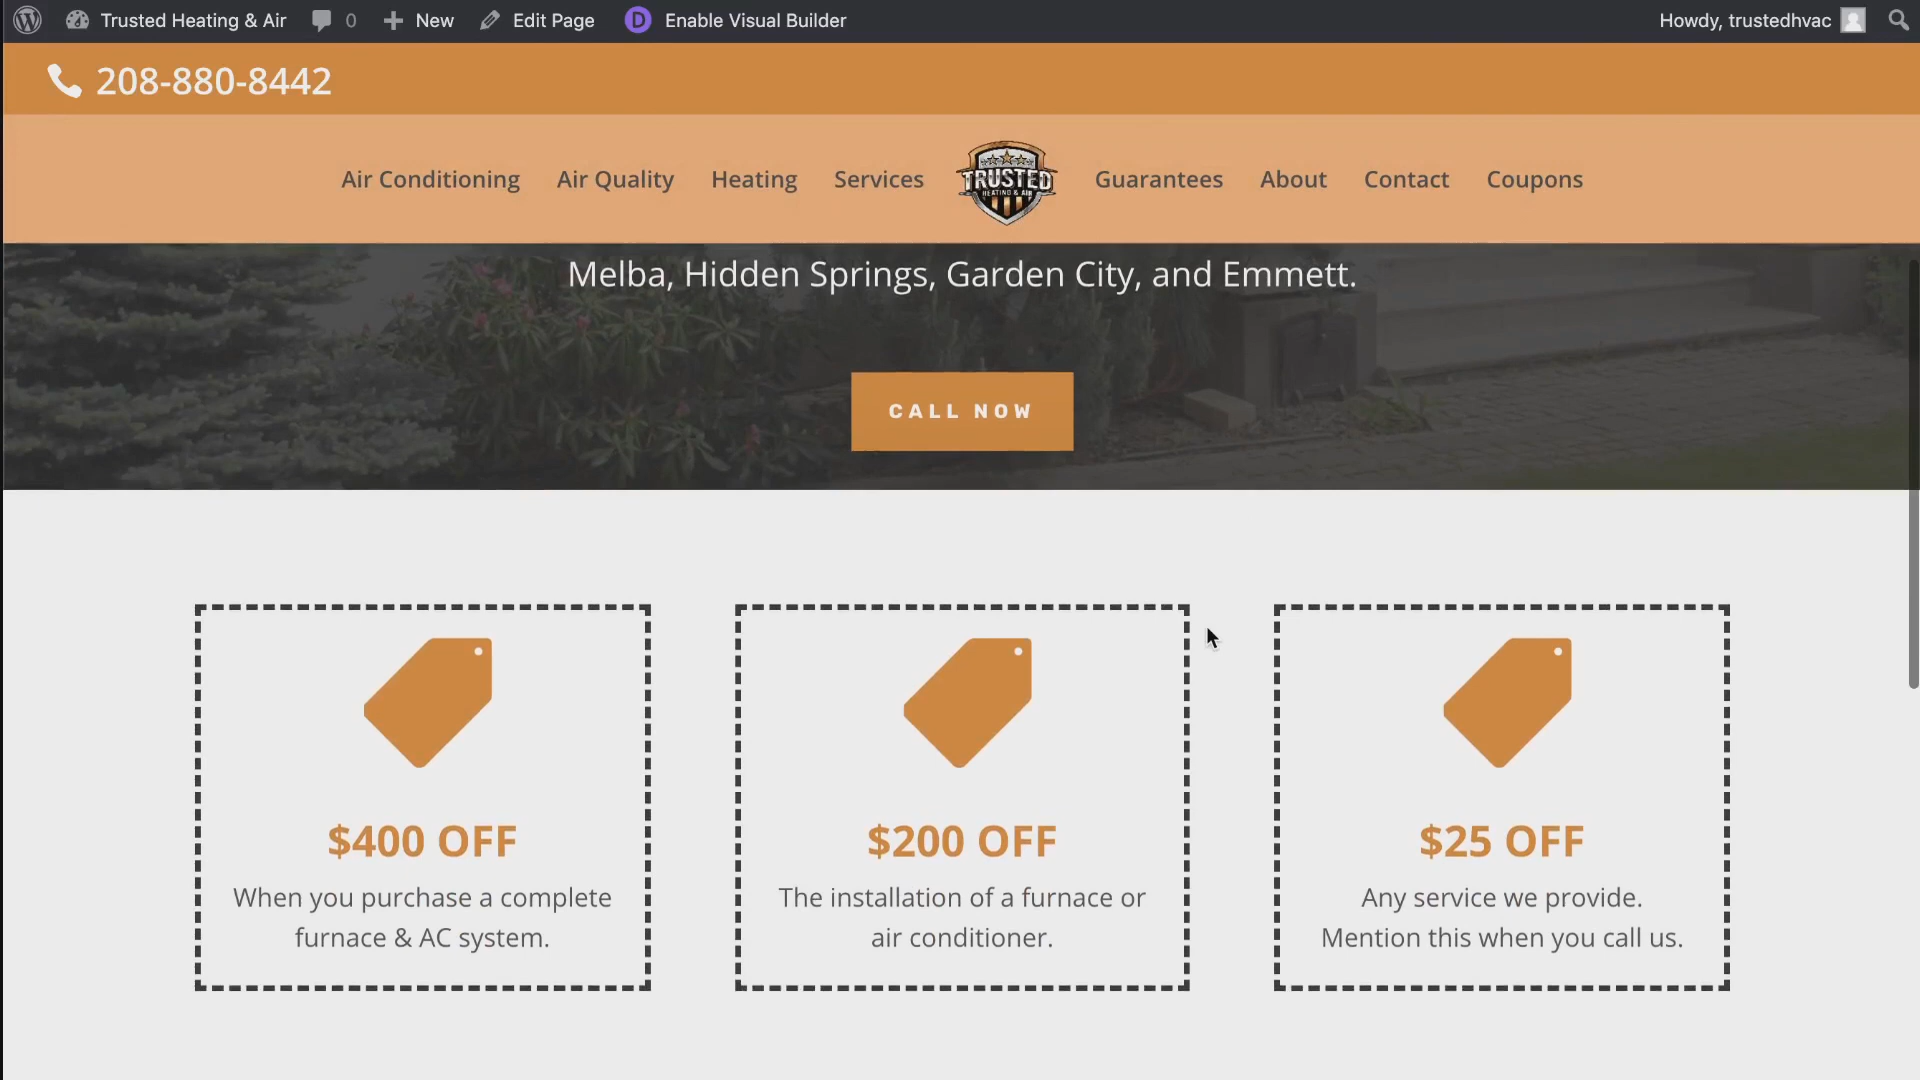 Trusted Heating & Air 0 New Edit Page D Enable Visual Builder Howdy, trustedhvac
208-880-8442
Air Conditioning Air Quality Heating Services TRUSTED HEATING & AIR Guarantees About Contact Coupons
Melba, Hidden Springs, Garden City, and Emmett.
CALL NOW
$400 OFF
When you purchase a complete
furnace & AC system.
$200 OFF
The installation of a furnace or
air conditioner.
$25 OFF
Any service we provide.
Mention this when you call us.